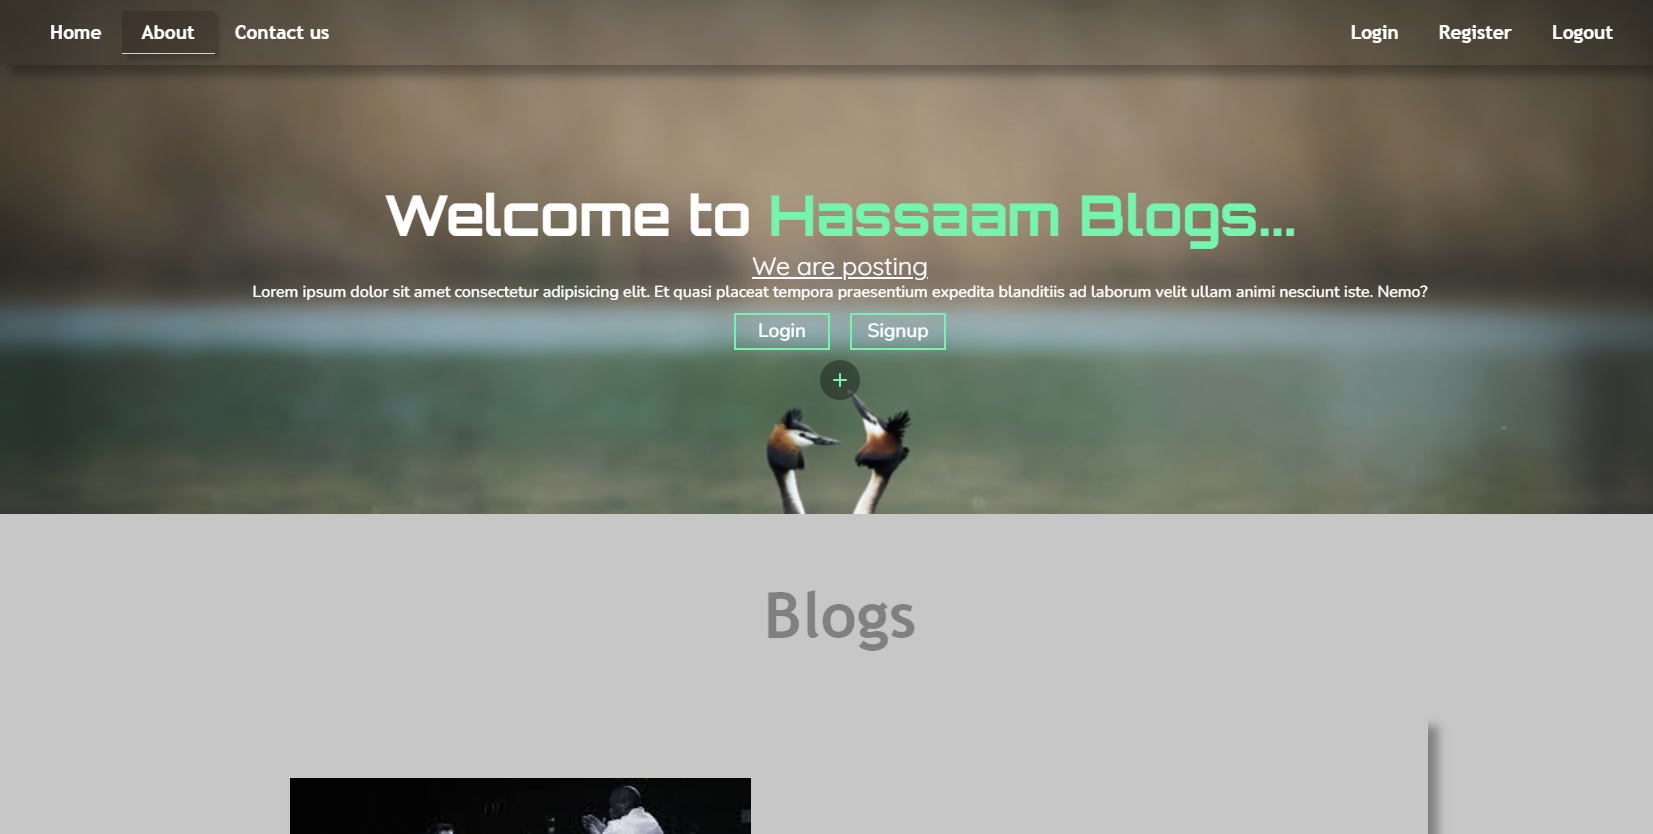 Home About Contact us Login Register Logout
Welcome to Hassaam Blogs...
We are posting
Lorem ipsum dolor sit amet consectetur adipisicing elit. Et quasi placeat tempora praesentium expedita blanditiis ad laborum velit ullam animi nesciunt iste. Nemo?
Login Signup
+
Blogs